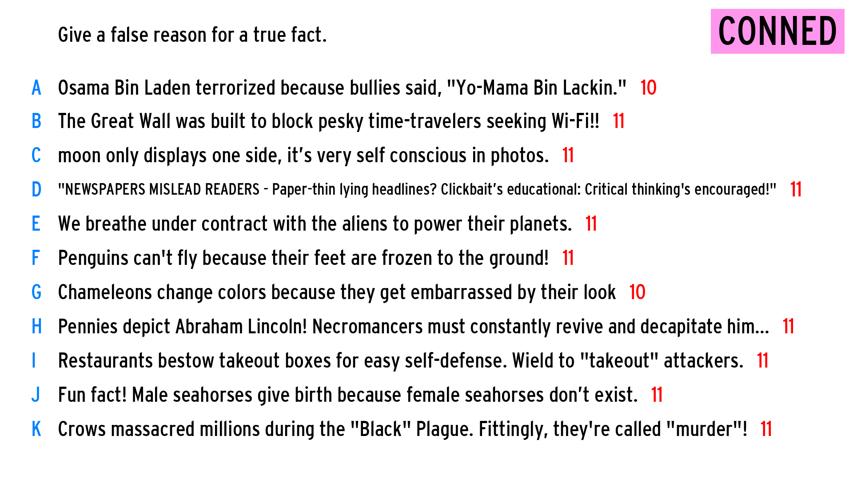 Give a false reason for a true fact.
CONNED
A Osama Bin Laden terrorized because bullies said, "Yo-Mama Bin Lackin." 10
B The Great Wall was built to block pesky time-travelers seeking Wi-Fi!! 11
C moon only displays one side, it’s very self conscious in photos. 11
D "NEWSPAPERS MISLEAD READERS - Paper-thin lying headlines? Clickbait’s educational: Critical thinking's encouraged!" 11
E We breathe under contract with the aliens to power their planets. 11
F Penguins can't fly because their feet are frozen to the ground! 11
G Chameleons change colors because they get embarrassed by their look 10
H Pennies depict Abraham Lincoln! Necromancers must constantly revive and decapitate him... 11
I Restaurants bestow takeout boxes for easy self-defense. Wield to "takeout" attackers. 11
J Fun fact! Male seahorses give birth because female seahorses don’t exist. 11
K Crows massacred millions during the "Black" Plague. Fittingly, they're called "murder"! 11